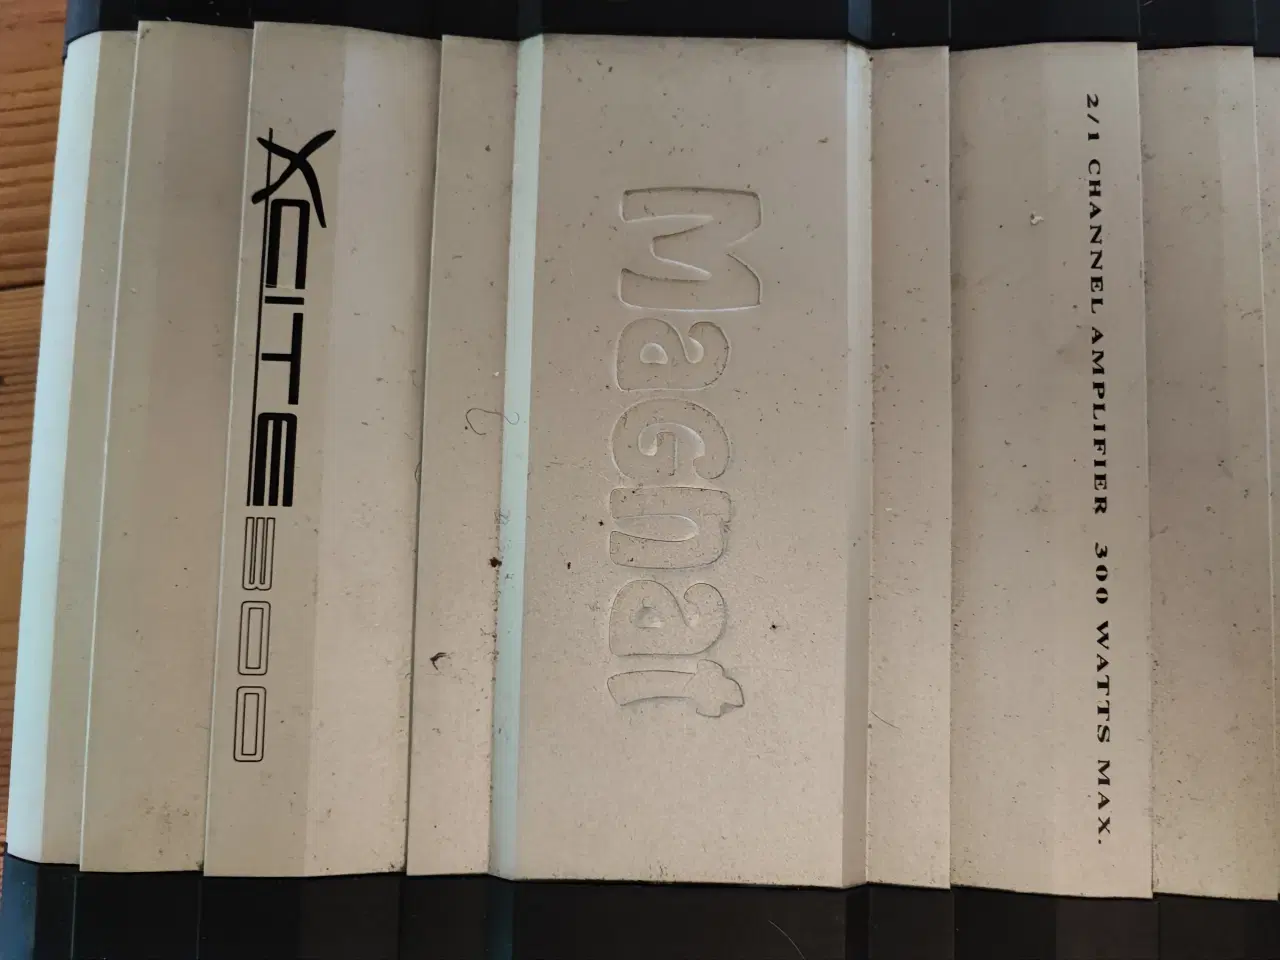 2/1 CHANNEL AMPLIFIER 300 WATTS MAX.
Magnat
XCITE 300